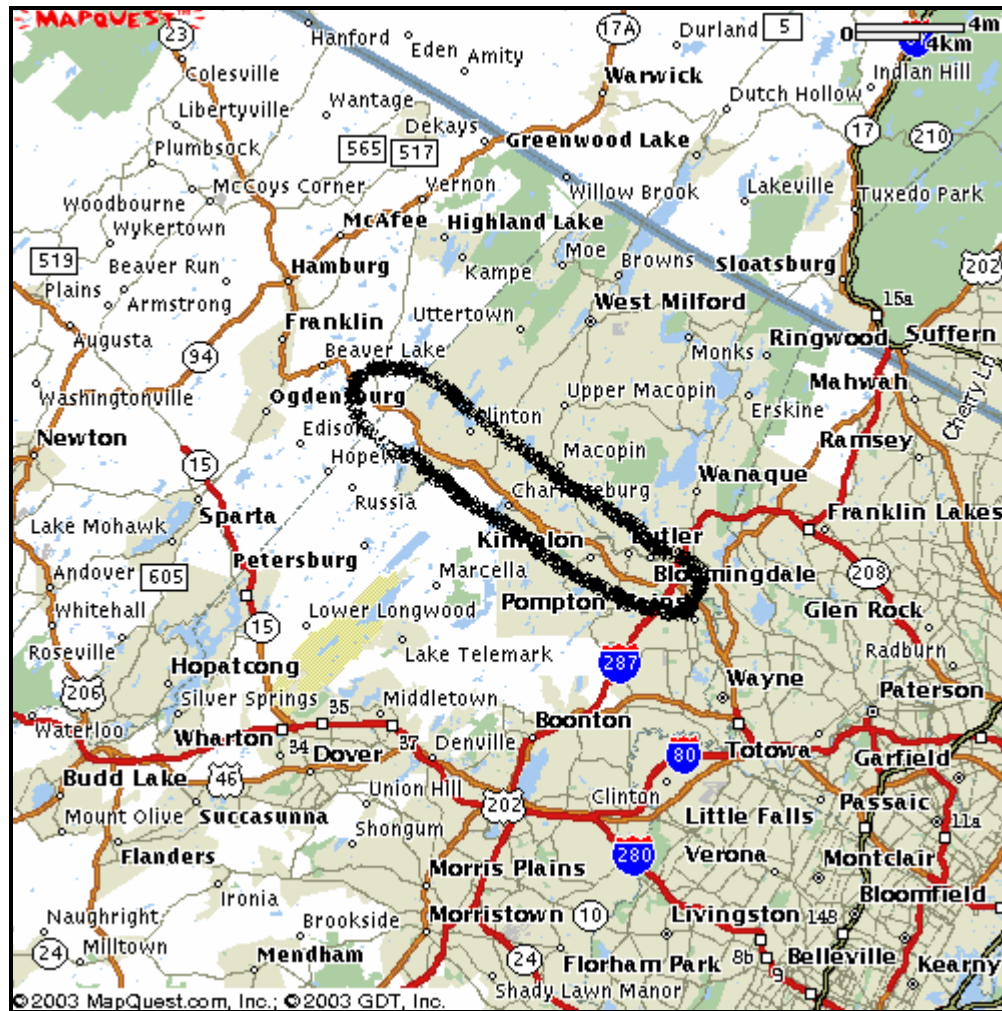 MAPQUEST
23
Hanford
Eden
Amity
17A
Durland
5
0 4m
4km
Colesville
Warwick
Indian Hill
Libertyville
Wantage
Dutch Hollow
Dekays
17
210
Plumbsock
565
517
Greenwood Lake
McCoys Corner
Vernon
Willow Brook
Lakeville
Woodbourne
Tuxedo Park
Wykertown
McAfee
Highland Lake
519
Beaver Run
Hamburg
Kampe
Moe
Browns
Sloatsburg
202
Plains
Armstrong
West Milford
15a
Augusta
Franklin
Uttertown
Ringwood
Suffern
94
Beaver Lake
Monks
Mahwah
Washingtonville
Ogdensburg
Upper Macopin
Erskine
Cherry Ln
Newton
Clinton
Ramsey
15
Macopin
Wanaque
Russia
Charlotteburg
Franklin Lakes
Lake Mohawk
Sparta
Kinnelon
Butler
Andover
605
Petersburg
Marcella
Bloomingdale
208
Whitehall
Lower Longwood
Pompton
Glen Rock
15
Roseville
Lake Telemark
Radburn
Hopatcong
287
206
Silver Springs
Middletown
Wayne
Paterson
Waterloo
35
Boonton
Wharton
34
37
Denville
80
Totowa
Garfield
Dover
Budd Lake
46
Union Hill
202
Clinton
Passaic
Mount Olive
Succasunna
Little Falls
11a
Shongum
Flanders
280
Verona
Montclair
Morris Plains
Bloomfield
Ironia
Naughright
Brookside
Morristown
10
Livingston
148
24
Milltown
Mendham
Florham Park
8b
Belleville
24
9
Kearny
Shady Lawn Manor
©2003 MapQuest.com, Inc.; ©2003 GDT, Inc.